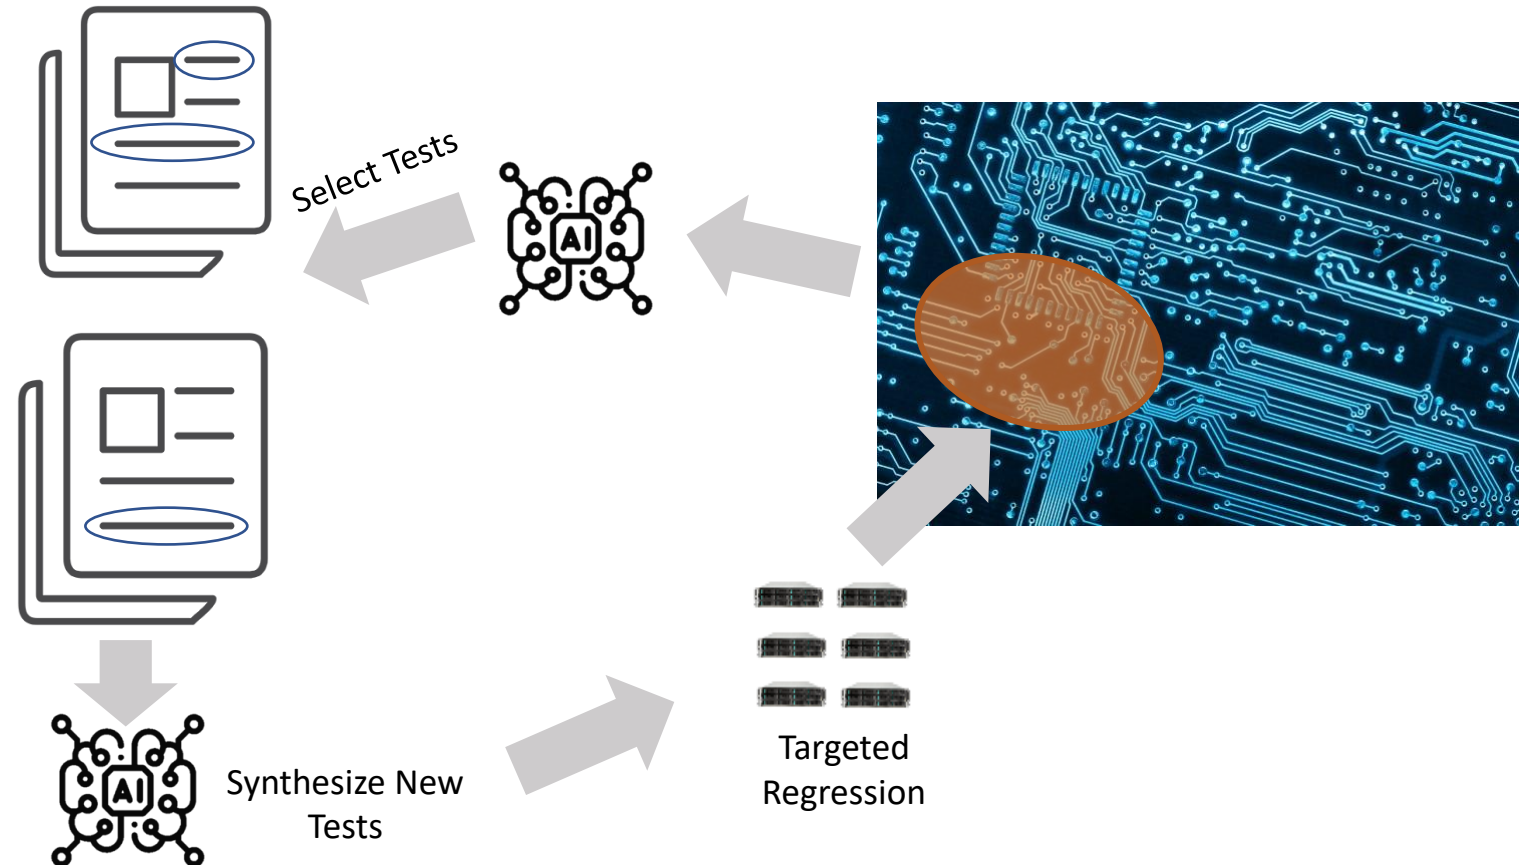 Select Tests
AI
AI
Synthesize New
Tests
Targeted
Regression